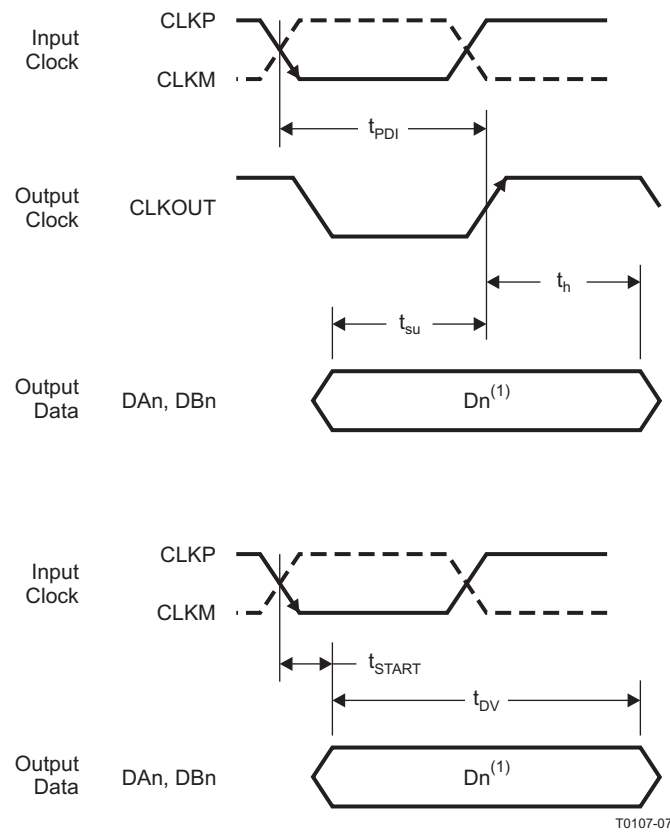 Input
Clock
CLKP
CLKM
t_PDI
Output
Clock
CLKOUT
t_h
t_su
Output
Data
DAn, DBn
Dn^(1)
Input
Clock
CLKP
CLKM
t_START
t_DV
Output
Data
DAn, DBn
Dn^(1)
T0107-07